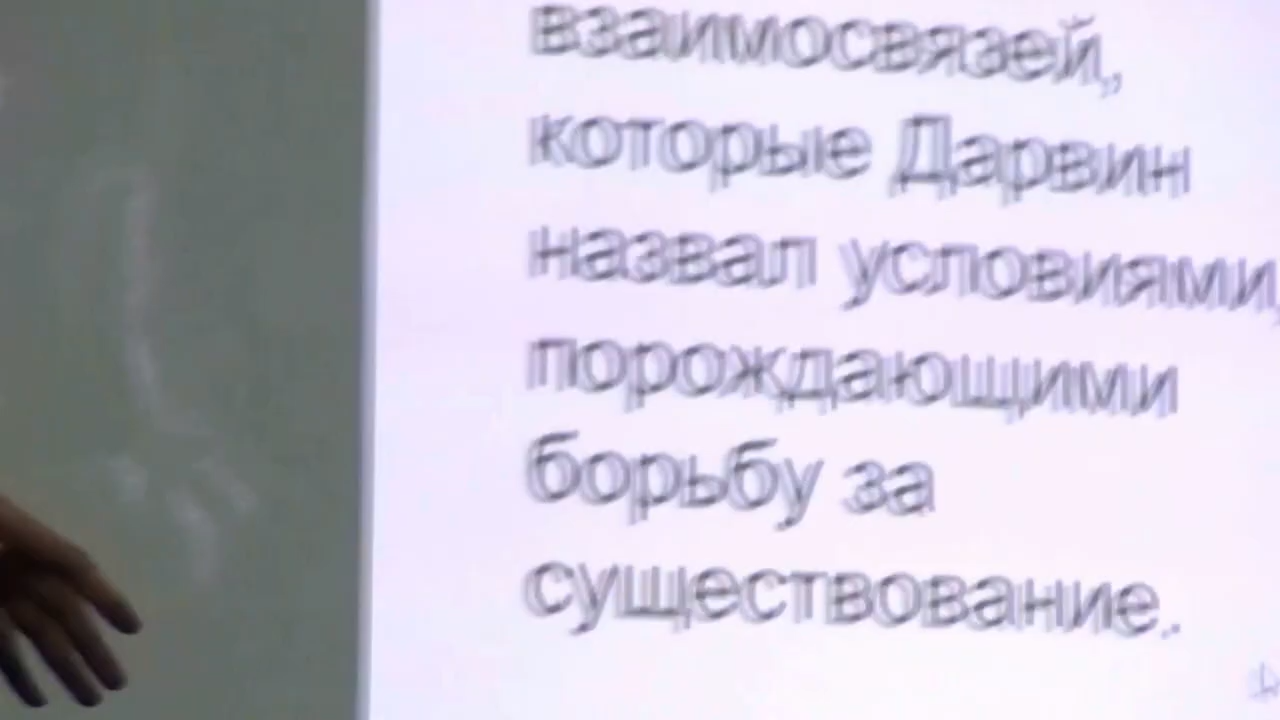 взаимосвязей,
которые Дарвин
назвал условиями,
порождающими
борьбу за
существование.